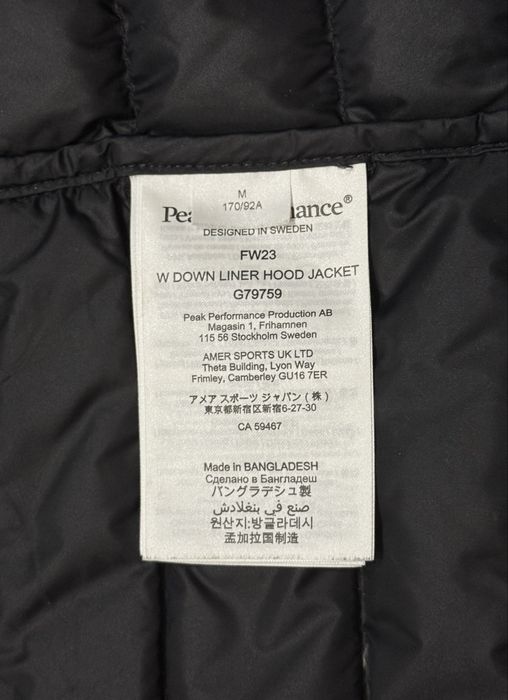 M
170/92A
Pea ance®
DESIGNED IN SWEDEN
FW23
W DOWN LINER HOOD JACKET
G79759
Peak Performance Production AB
Magasin 1, Frihamnen
115 56 Stockholm Sweden
AMER SPORTS UK LTD
Theta Building, Lyon Way
Frimley, Camberley GU16 7ER
アメア スポーツ ジャパン ( 株 )
東京都新宿区新宿6-27-30
CA 59467
Made in BANGLADESH
Сделано в Бангладеш
バングラデシュ製
صنع في بنغلادش
원산지:방글라데시
孟加拉国制造